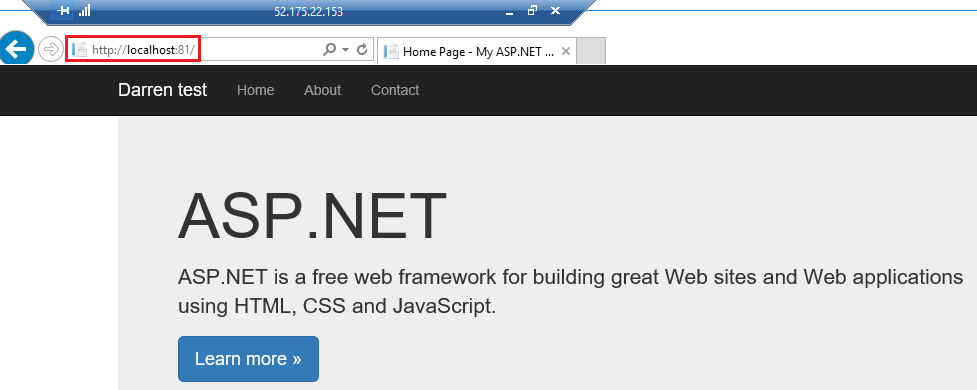 52.175.22.153
http://localhost:81/
Home Page - My ASP.NET ...
Darren test Home About Contact
ASP.NET
ASP.NET is a free web framework for building great Web sites and Web applications
using HTML, CSS and JavaScript.
Learn more »